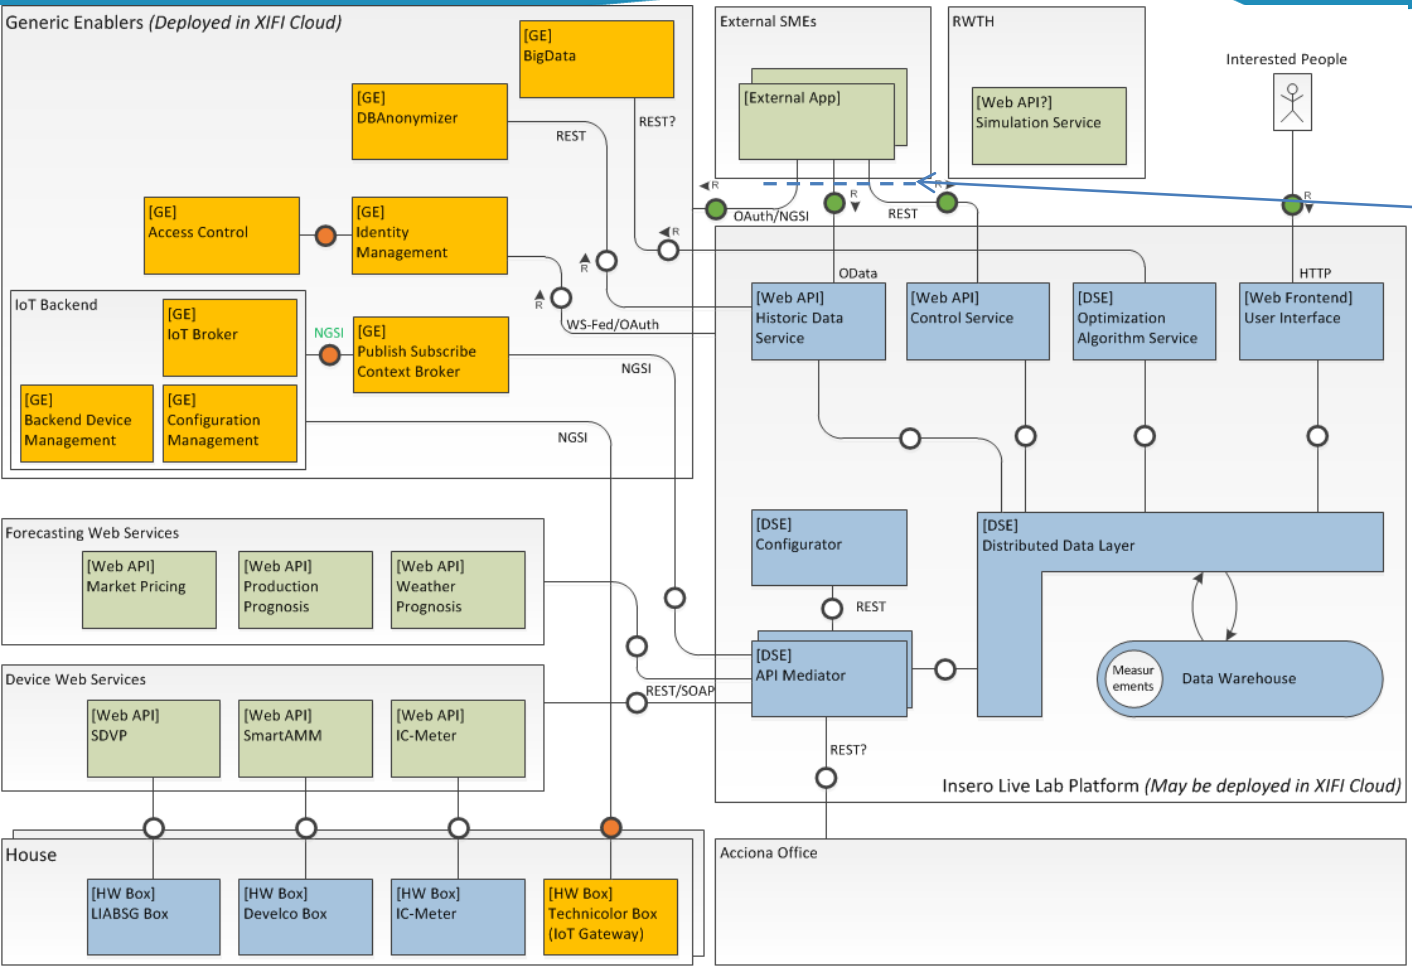 Generic Enablers (Deployed in XIFI Cloud)
[GE]
BigData
[GE]
DBAnonymizer
REST
REST?
[GE]
Access Control
[GE]
Identity
Management
IoT Backend
[GE]
IoT Broker
NGSI
[GE]
Publish Subscribe
Context Broker
[GE]
Backend Device
Management
[GE]
Configuration
Management
R
R
R
WS-Fed/OAuth
NGSI
NGSI
External SMEs
[External App]
RWTH
[Web API?]
Simulation Service
Interested People
R
OAuth/NGSI
R
REST
R
R
OData
HTTP
[Web API]
Historic Data
Service
[Web API]
Control Service
[DSE]
Optimization
Algorithm Service
[Web Frontend]
User Interface
[DSE]
Configurator
REST
[DSE]
Distributed Data Layer
[DSE]
API Mediator
Measur
ements
Data Warehouse
REST?
Insero Live Lab Platform (May be deployed in XIFI Cloud)
Forecasting Web Services
[Web API]
Market Pricing
[Web API]
Production
Prognosis
[Web API]
Weather
Prognosis
Device Web Services
REST/SOAP
[Web API]
SDVP
[Web API]
SmartAMM
[Web API]
IC-Meter
House
[HW Box]
LIABSG Box
[HW Box]
Develco Box
[HW Box]
IC-Meter
[HW Box]
Technicolor Box
(IoT Gateway)
Acciona Office